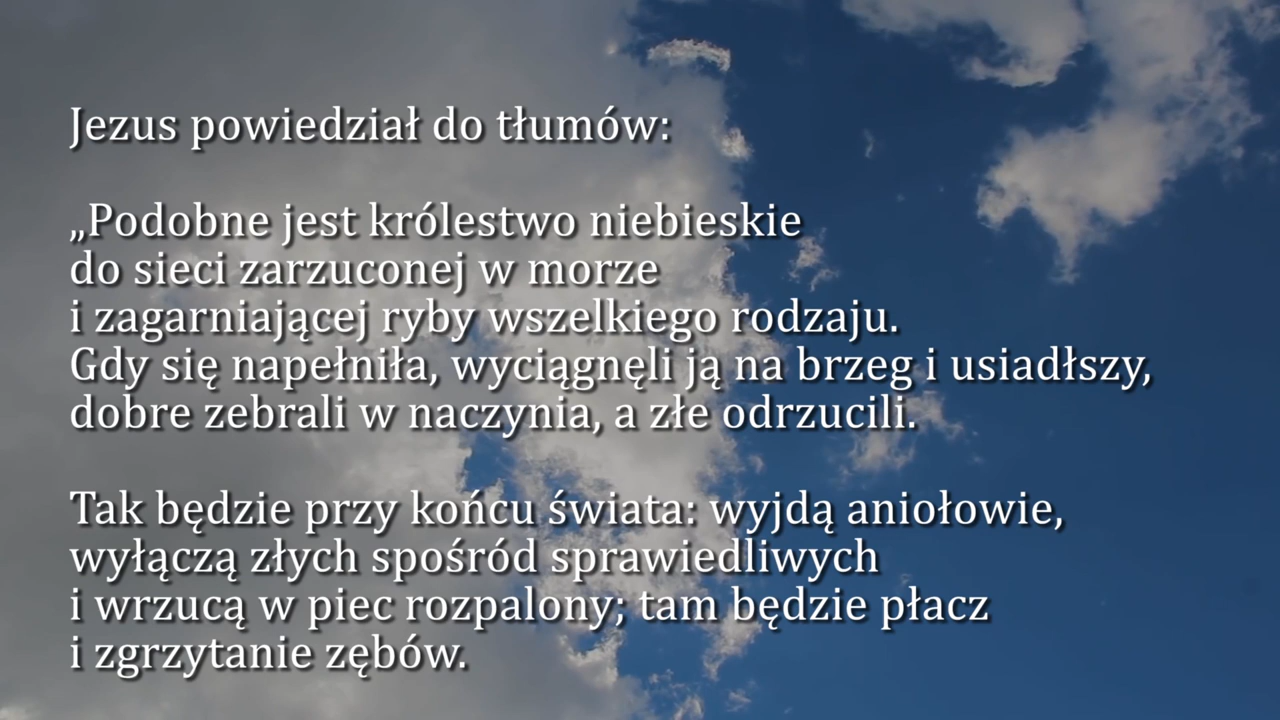 Jezus powiedział do tłumów:
„Podobne jest królestwo niebieskie
do sieci zarzuconej w morze
i zagarniającej ryby wszelkiego rodzaju.
Gdy się napełniła, wyciągnęli ją na brzeg i usiadłszy,
dobre zebrali w naczynia, a złe odrzucili.
Tak będzie przy końcu świata: wyjdą aniołowie,
wyłączą złych spośród sprawiedliwych
i wrzucą w piec rozpalony; tam będzie płacz
i zgrzytanie zębów.